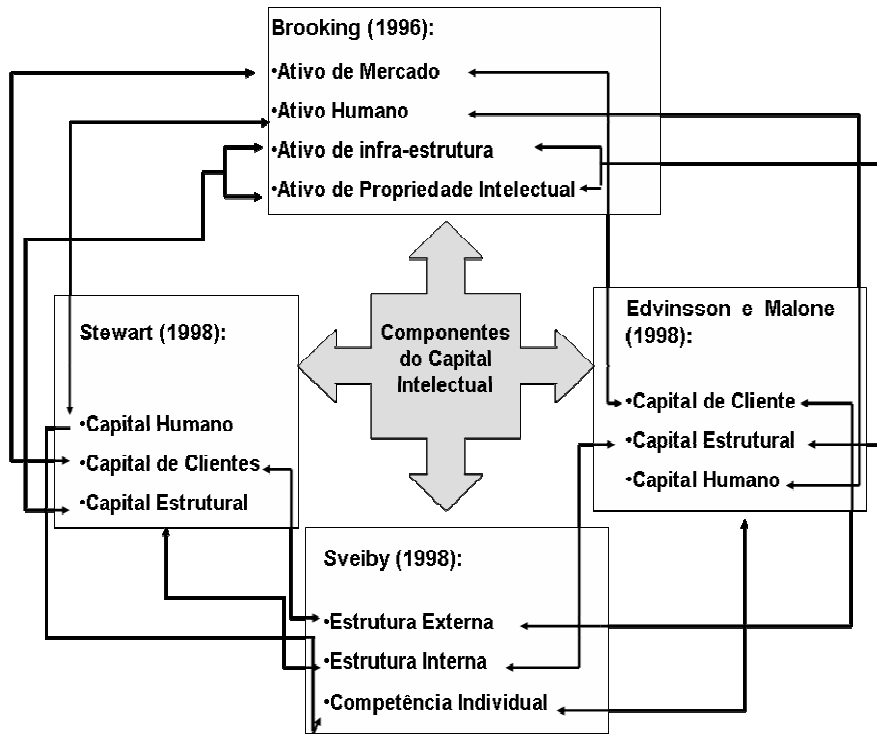 Brooking (1996):
•Ativo de Mercado
•Ativo Humano
•Ativo de infra-estrutura
•Ativo de Propriedade Intelectual
Stewart (1998):
•Capital Humano
•Capital de Clientes
•Capital Estrutural
Componentes
do Capital
Intelectual
Edvinsson e Malone
(1998):
•Capital de Cliente
•Capital Estrutural
•Capital Humano
Sveiby (1998):
•Estrutura Externa
•Estrutura Interna
•Competência Individual